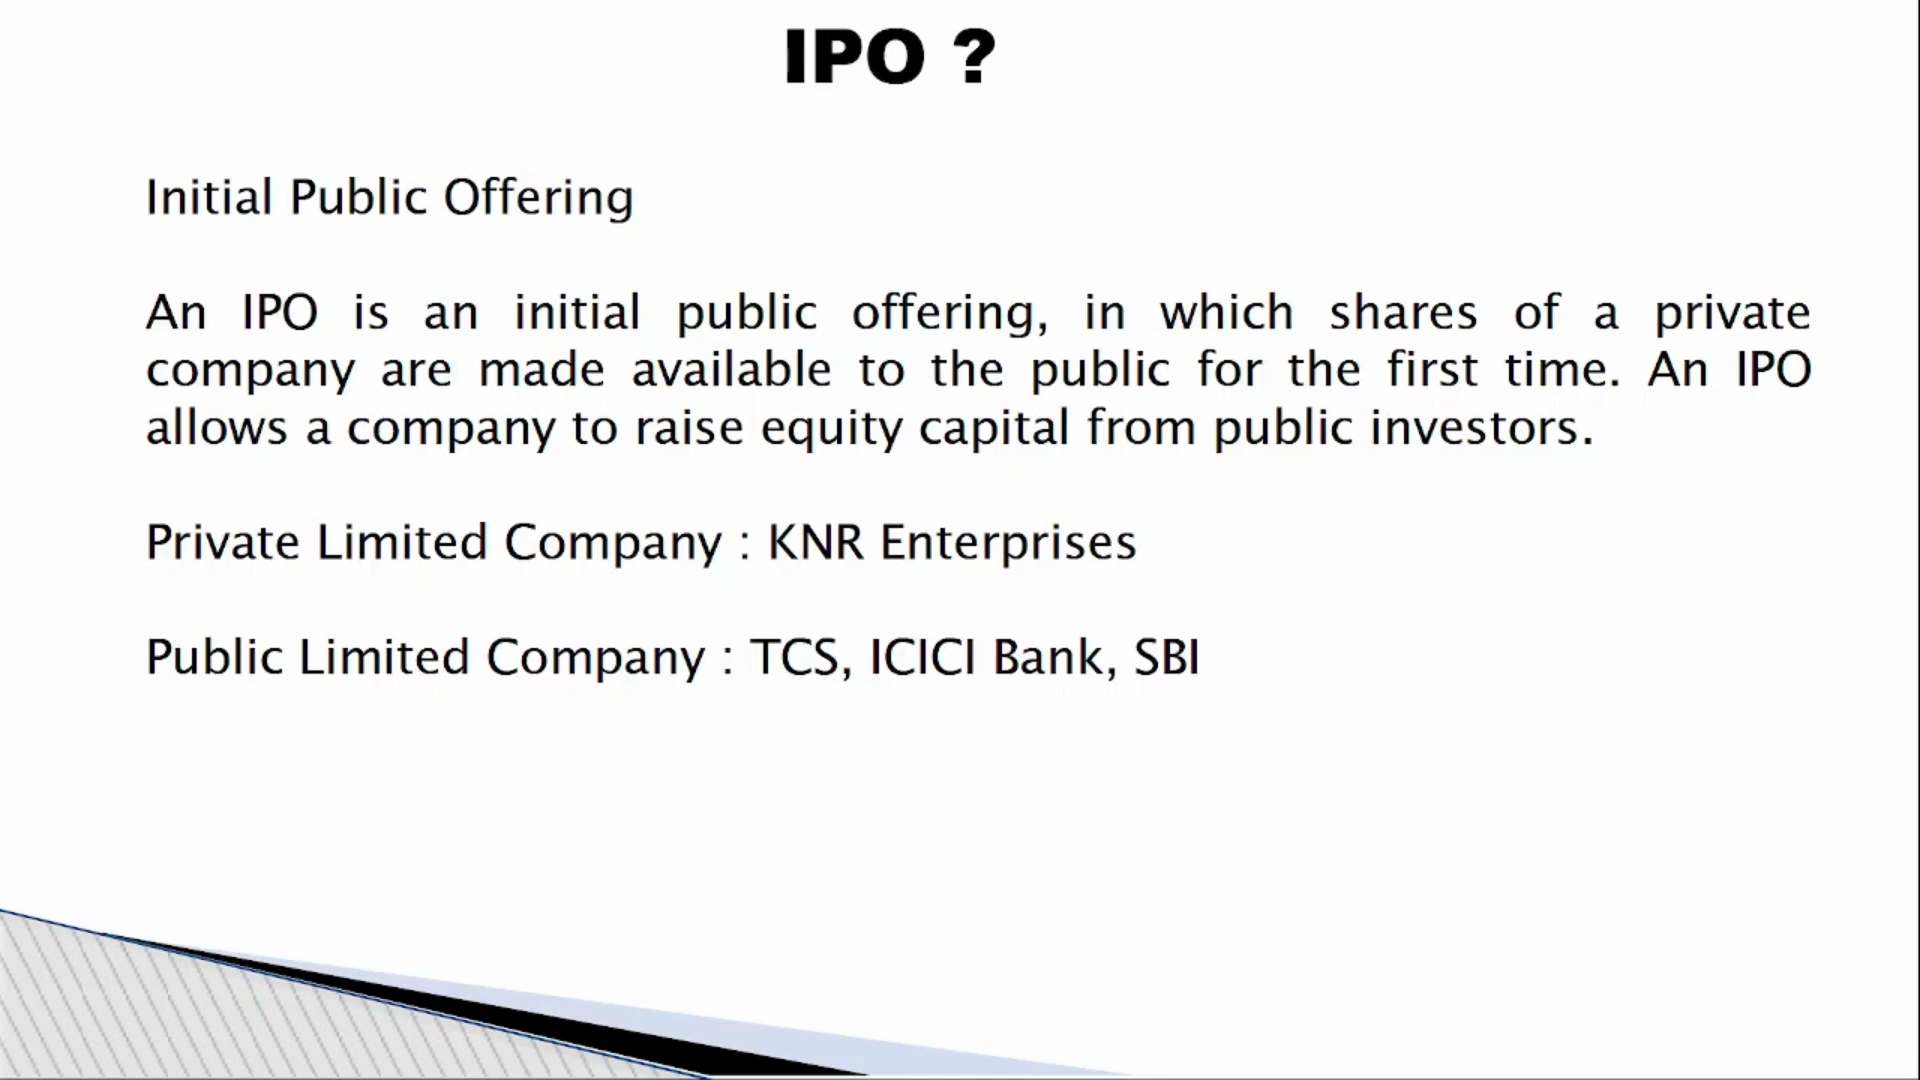 IPO ?
Initial Public Offering
An IPO is an initial public offering, in which shares of a private
company are made available to the public for the first time. An IPO
allows a company to raise equity capital from public investors.
Private Limited Company : KNR Enterprises
Public Limited Company : TCS, ICICI Bank, SBI